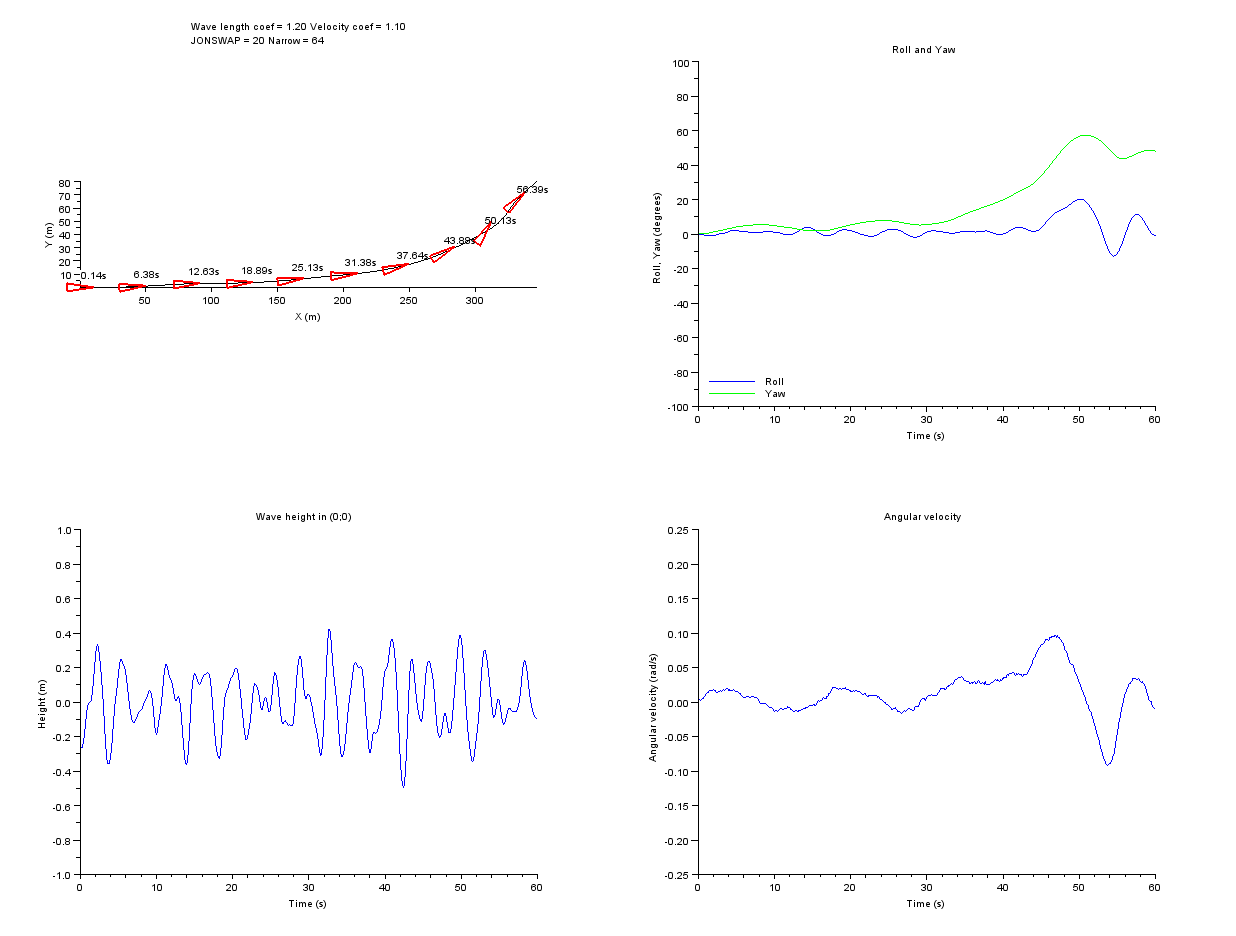 Wave length coef = 1.20 Velocity coef = 1.10
JONSWAP = 20 Narrow = 64
80
70
60
50
40
30
20
10
Y (m)
0.14s
6.38s
12.63s
18.89s
25.13s
31.38s
37.64s
43.88s
50.13s
56.39s
50
100
150
200
250
300
X (m)
Roll and Yaw
100
80
60
40
20
0
-20
-40
-60
-80
-100
Roll, Yaw (degrees)
Roll
Yaw
0
10
20
30
40
50
60
Time (s)
Wave height in (0;0)
1.0
0.8
0.6
0.4
0.2
0.0
-0.2
-0.4
-0.6
-0.8
-1.0
Height (m)
0
10
20
30
40
50
60
Time (s)
Angular velocity
0.25
0.20
0.15
0.10
0.05
0.00
-0.05
-0.10
-0.15
-0.20
-0.25
Angular velocity (rad/s)
0
10
20
30
40
50
60
Time (s)